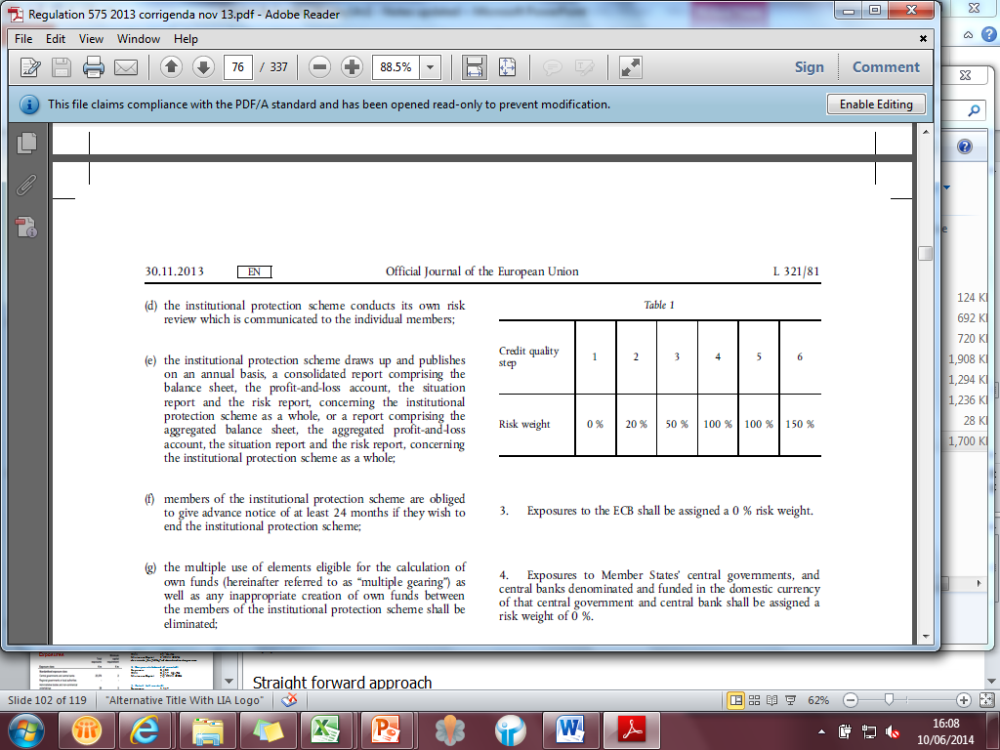 Regulation 575 2013 corrigenda nov 13.pdf - Adobe Reader
File Edit View Window Help
76 / 337 88.5% Sign Comment
This file claims compliance with the PDF/A standard and has been opened read-only to prevent modification. Enable Editing
30.11.2013 EN Official Journal of the European Union L 321/81
(d) the institutional protection scheme conducts its own risk
review which is communicated to the individual members;
(e) the institutional protection scheme draws up and publishes
on an annual basis, a consolidated report comprising the
balance sheet, the profit-and-loss account, the situation
report and the risk report, concerning the institutional
protection scheme as a whole, or a report comprising the
aggregated balance sheet, the aggregated profit-and-loss
account, the situation report and the risk report, concerning
the institutional protection scheme as a whole;
(f) members of the institutional protection scheme are obliged
to give advance notice of at least 24 months if they wish to
end the institutional protection scheme;
(g) the multiple use of elements eligible for the calculation of
own funds (hereinafter referred to as “multiple gearing”) as
well as any inappropriate creation of own funds between
the members of the institutional protection scheme shall be
eliminated;
Table 1
Credit quality
step
1 2 3 4 5 6
Risk weight 0 % 20 % 50 % 100 % 100 % 150 %
3. Exposures to the ECB shall be assigned a 0 % risk weight.
4. Exposures to Member States' central governments, and
central banks denominated and funded in the domestic currency
of that central government and central bank shall be assigned a
risk weight of 0 %.
124 K
692 K
720 K
1,908 K
1,294 K
1,236 K
28 K
1,700 K
Straight forward approach
Slide 102 of 119 "Alternative Title With LIA Logo" 62%
16:08
10/06/2014